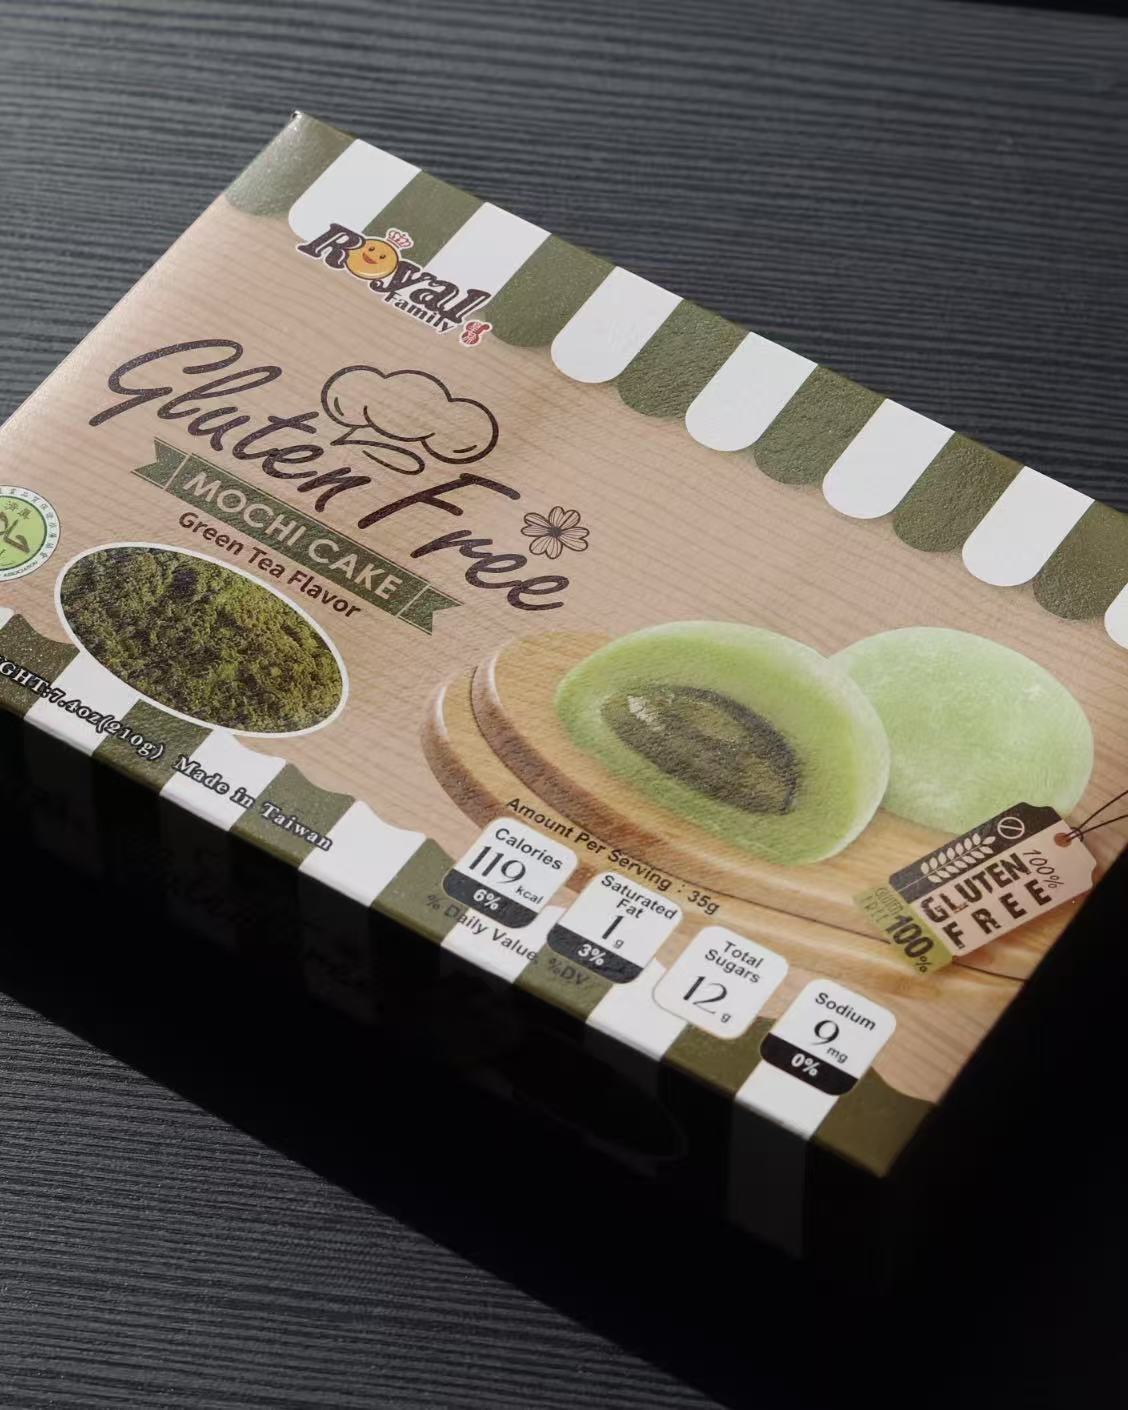 Royal
Family
Gluten Free
MOCHI CAKE
Green Tea Flavor
7.4oz(210g) Made in Taiwan
Amount Per Serving : 35g
Calories
119 kcal
6%
% Daily Value
Saturated
Fat
1 g
3%
%DV
Total
Sugars
12 g
Sodium
9 mg
0%
100%
GLUTEN
FREE
GLUTEN
FREE
100%